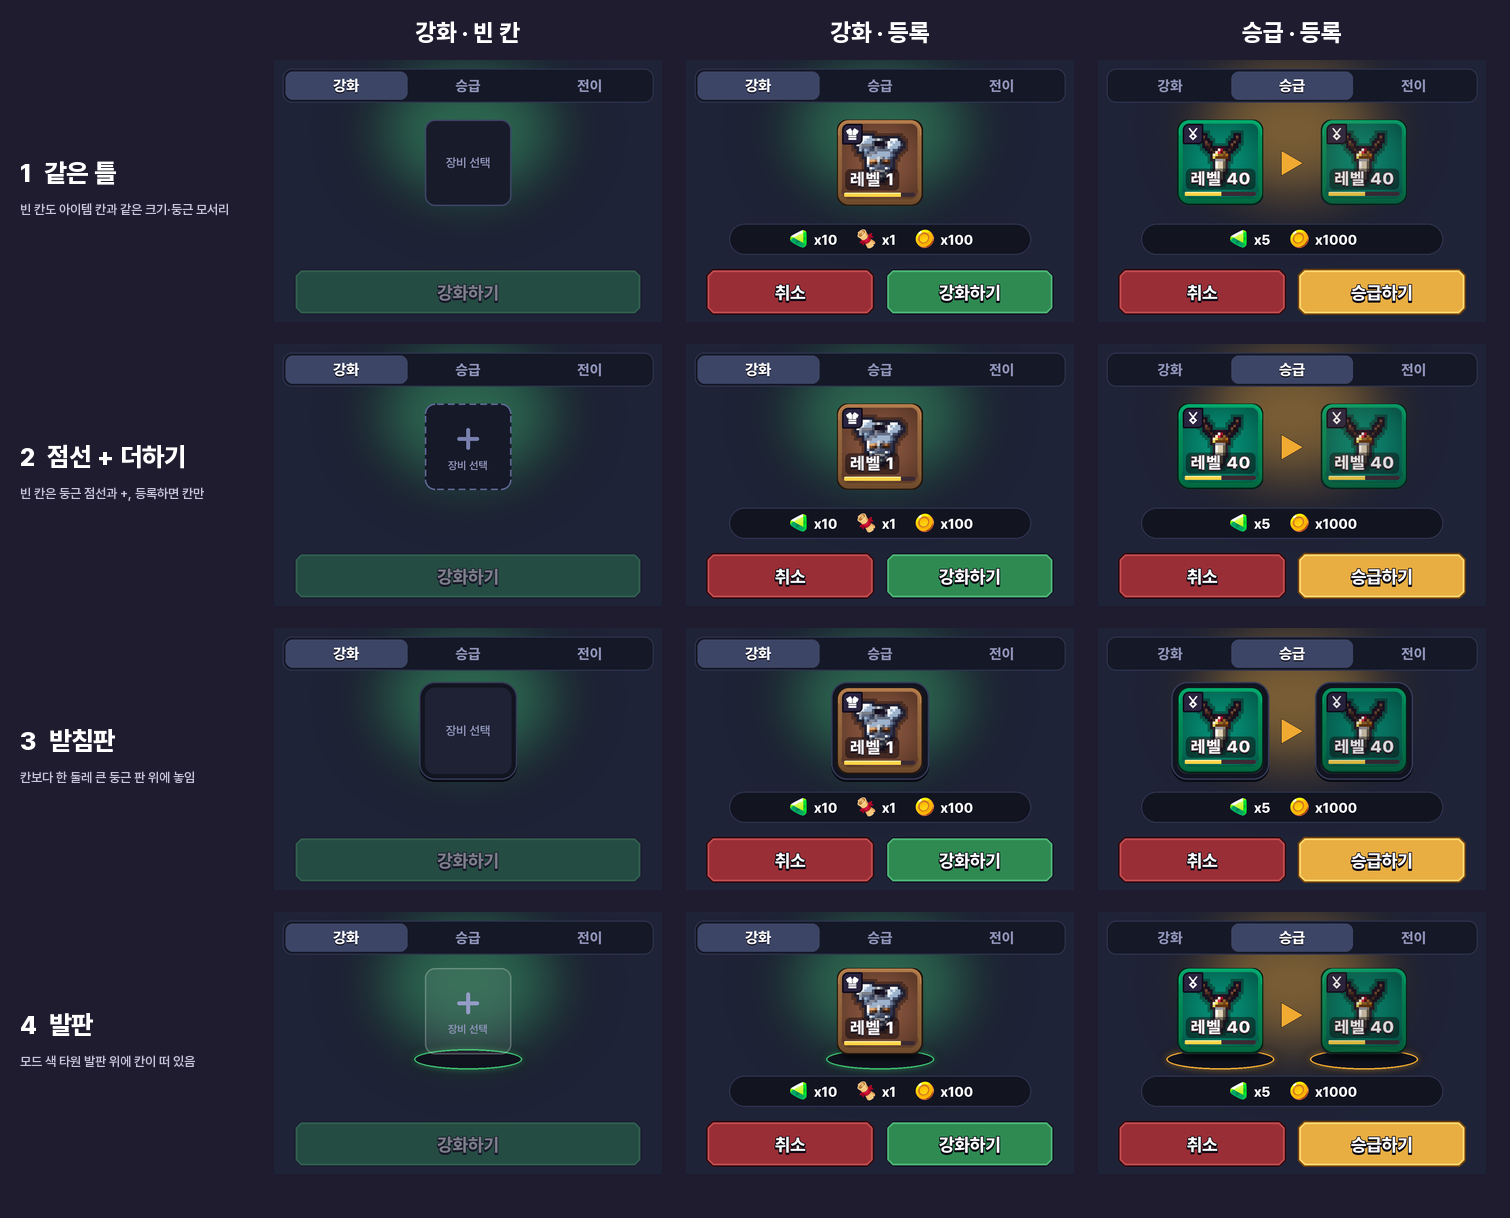 강화 · 빈 칸
강화 · 등록
승급 · 등록
1 같은 틀
빈 칸도 아이템 칸과 같은 크기·둥근 모서리
강화 승급 전이
장비 선택
강화하기
강화 승급 전이
레벨 1
x10 x1 x100
취소 강화하기
강화 승급 전이
레벨 40 레벨 40
x5 x1000
취소 승급하기
2 점선 + 더하기
빈 칸은 둥근 점선과 +, 등록하면 칸만
강화 승급 전이
+
장비 선택
강화하기
강화 승급 전이
레벨 1
x10 x1 x100
취소 강화하기
강화 승급 전이
레벨 40 레벨 40
x5 x1000
취소 승급하기
3 받침판
칸보다 한 둘레 큰 둥근 판 위에 놓임
강화 승급 전이
장비 선택
강화하기
강화 승급 전이
레벨 1
x10 x1 x100
취소 강화하기
강화 승급 전이
레벨 40 레벨 40
x5 x1000
취소 승급하기
4 발판
모드 색 타원 발판 위에 칸이 떠 있음
강화 승급 전이
+
장비 선택
강화하기
강화 승급 전이
레벨 1
x10 x1 x100
취소 강화하기
강화 승급 전이
레벨 40 레벨 40
x5 x1000
취소 승급하기